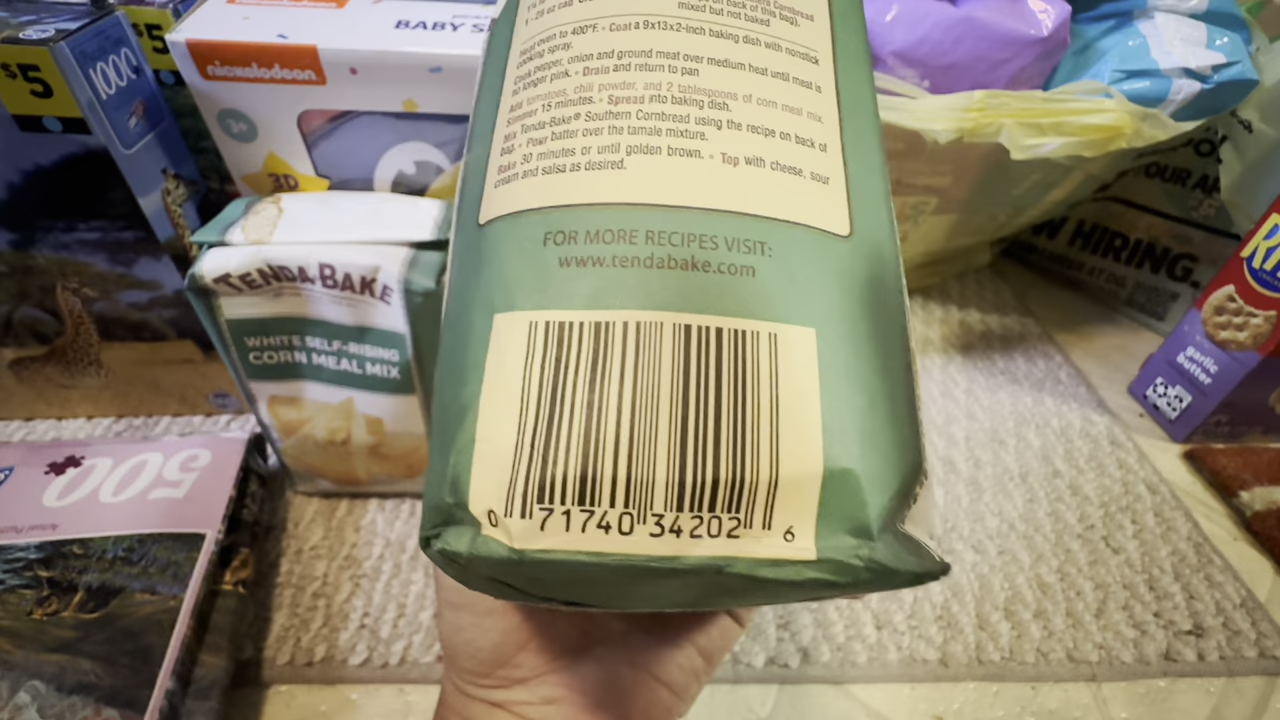 mixed but not baked
Heat oven to 400°F. • Coat a 9x13x2-inch baking dish with nonstick
cooking spray.
Cook pepper, onion and ground meat over medium heat until meat is
no longer pink. • Drain and return to pan
Add tomatoes, chili powder, and 2 tablespoons of corn meal mix.
Simmer 15 minutes. • Spread into baking dish.
Mix Tenda-Bake® Southern Cornbread using the recipe on back of
bag. • Pour batter over the tamale mixture.
Bake 30 minutes or until golden brown. • Top with cheese, sour
cream and salsa as desired.
FOR MORE RECIPES VISIT:
www.tendabake.com
0 71740 34202 6
TENDA-BAKE
WHITE SELF-RISING
CORN MEAL MIX
$5
$5
1000
nickelodeon
BABY
3+
3D
500
HIRING.
garlic
butter